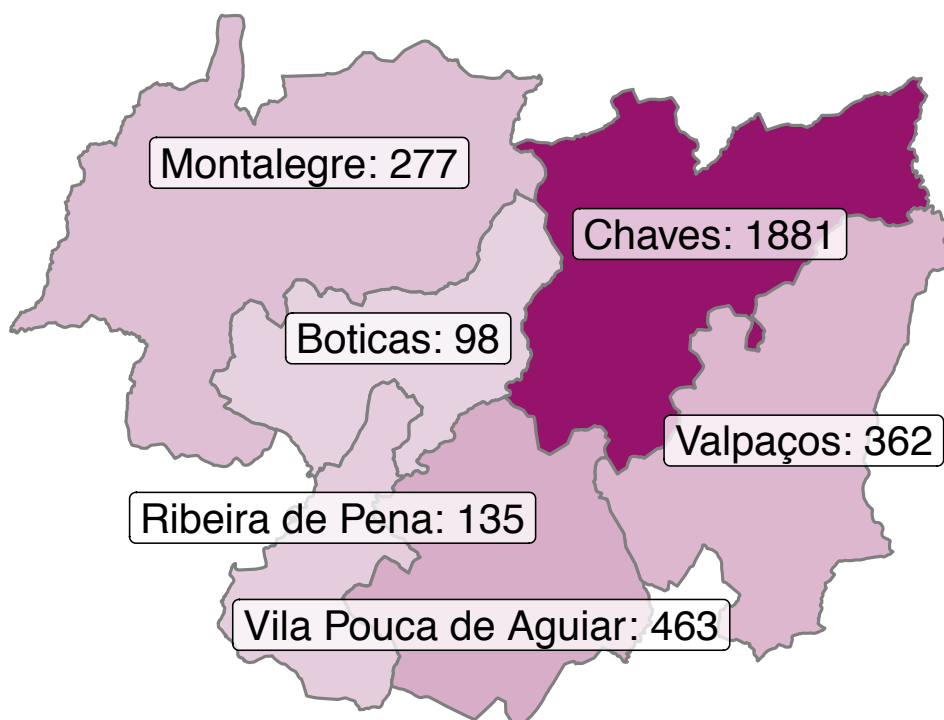 Montalegre: 277
Chaves: 1881
Boticas: 98
Valpaços: 362
Ribeira de Pena: 135
Vila Pouca de Aguiar: 463